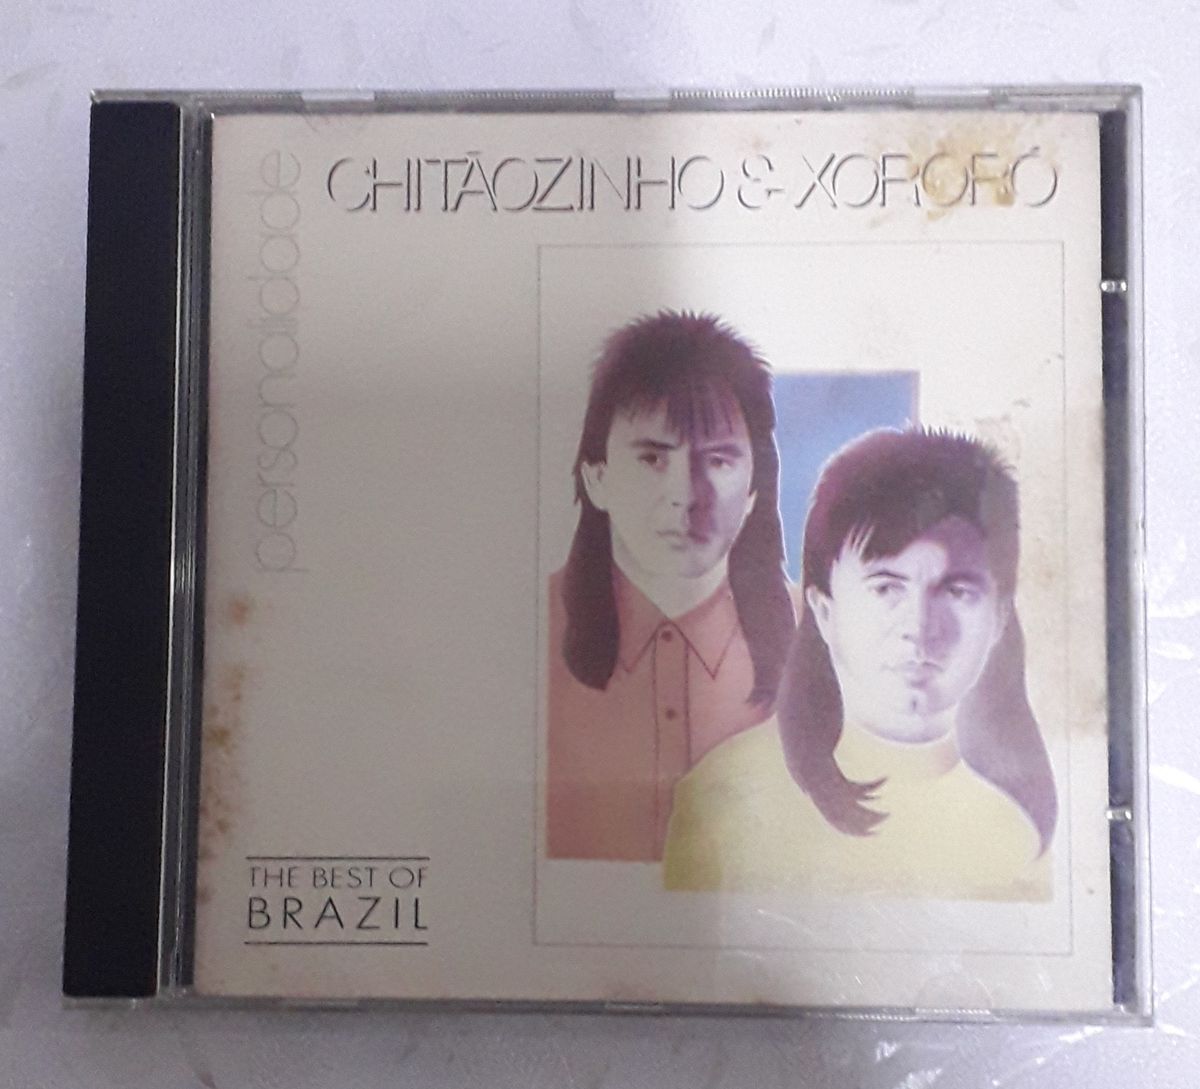 CHITÃOZINHO & XORORÓ
personalidade
THE BEST OF
BRAZIL